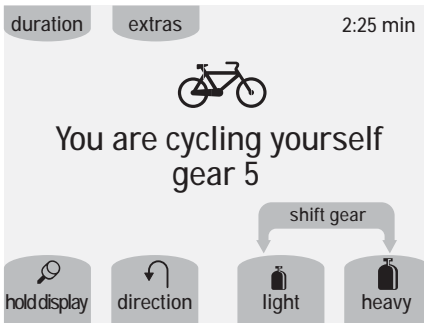 duration extras 2:25 min
You are cycling yourself
gear 5
shift gear
hold display direction light heavy